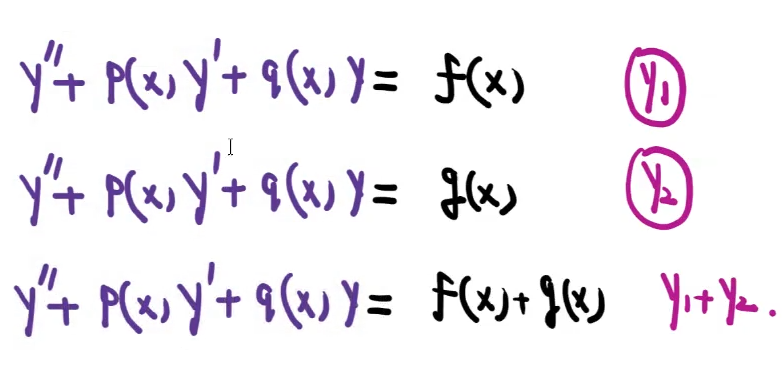 y'' + p(x) y' + q(x) y = f(x) y₁
y'' + p(x) y' + q(x) y = g(x) y₂
y'' + p(x) y' + q(x) y = f(x) + g(x) y₁ + y₂.